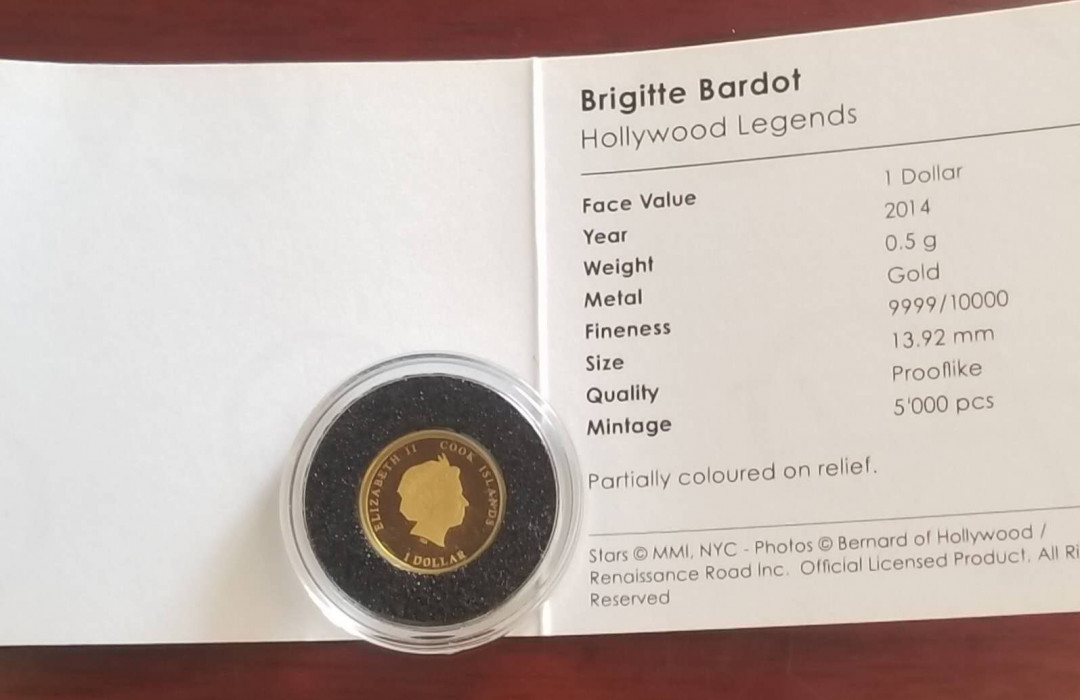 Brigitte Bardot
Hollywood Legends
Face Value 1 Dollar
Year 2014
Weight 0.5 g
Metal Gold
Fineness 9999/10000
Size 13.92 mm
Quality Prooflike
Mintage 5'000 pcs
Partially coloured on relief.
Stars © MMI, NYC - Photos © Bernard of Hollywood /
Renaissance Road Inc. Official Licensed Product. All Ri
Reserved
ELIZABETH II COOK ISLANDS
1 DOLLAR